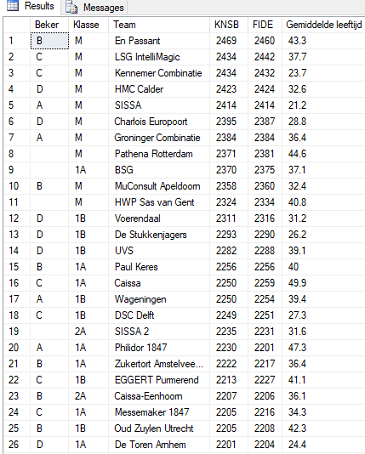 Results Messages
Beker Klasse Team KNSB FIDE Gemiddelde leeftijd
1 B M En Passant 2469 2460 43.3
2 C M LSG IntelliMagic 2434 2442 37.7
3 C M Kennemer Combinatie 2434 2432 23.7
4 D M HMC Calder 2423 2424 32.6
5 A M SISSA 2414 2414 21.2
6 D M Charlois Europoort 2395 2387 28.8
7 A M Groninger Combinatie 2384 2384 36.4
8 M Pathena Rotterdam 2371 2381 44.6
9 1A BSG 2370 2375 37.1
10 B M MuConsult Apeldoorn 2358 2360 32.4
11 M HWP Sas van Gent 2324 2334 40.8
12 D 1B Voerendaal 2311 2316 31.2
13 D 1B De Stukkenjagers 2293 2290 26.2
14 D 1B UVS 2282 2288 39.1
15 B 1A Paul Keres 2256 2256 40
16 C 1A Caissa 2250 2259 49.9
17 A 1B Wageningen 2250 2254 39.4
18 C 1B DSC Delft 2249 2251 27.3
19 2A SISSA 2 2235 2231 31.6
20 A 1A Philidor 1847 2230 2201 47.3
21 B 1A Zukertort Amstelvee... 2222 2217 36.4
22 C 1B EGGERT Purmerend 2213 2227 41.1
23 B 2A Caissa-Eenhoorn 2207 2206 36.1
24 C 1A Messemaker 1847 2205 2216 34.3
25 B 1B Oud Zuylen Utrecht 2205 2208 42.3
26 D 1A De Toren Arnhem 2201 2204 24.4